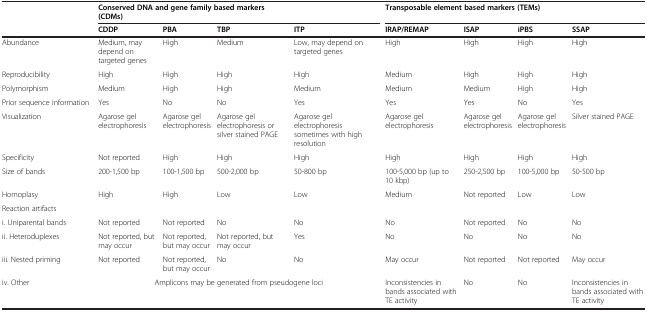 Conserved DNA and gene family based markers (CDMs) Transposable element based markers (TEMs)
CDDP PBA TBP ITP IRAP/REMAP ISAP iPBS SSAP
Abundance Medium, may depend on targeted genes High Medium Low, may depend on targeted genes High High High High
Reproducibility High High High High Medium High High High
Polymorphism Medium High High Medium Medium Medium High High
Prior sequence information Yes No No Yes Yes Yes No Yes
Visualization Agarose gel electrophoresis Agarose gel electrophoresis Agarose gel electrophoresis or silver stained PAGE Agarose gel electrophoresis sometimes with high resolution Agarose gel electrophoresis Agarose gel electrophoresis Agarose gel electrophoresis Silver stained PAGE
Specificity Not reported High High High High High High High
Size of bands 200-1,500 bp 100-1,500 bp 500-2,000 bp 50-800 bp 100-5,000 bp (up to 10 kbp) 250-2,500 bp 100-5,000 bp 50-500 bp
Homoplasy High High Low Low Medium Not reported Low Low
Reaction artifacts
i. Uniparental bands Not reported Not reported No No No Not reported No No
ii. Heteroduplexes Not reported, but may occur Not reported, but may occur Not reported, but may occur Yes No No No No
iii. Nested priming Not reported Not reported, but may occur No No May occur Not reported Not reported May occur
iv. Other Amplicons may be generated from pseudogene loci Inconsistencies in bands associated with TE activity No No Inconsistencies in bands associated with TE activity